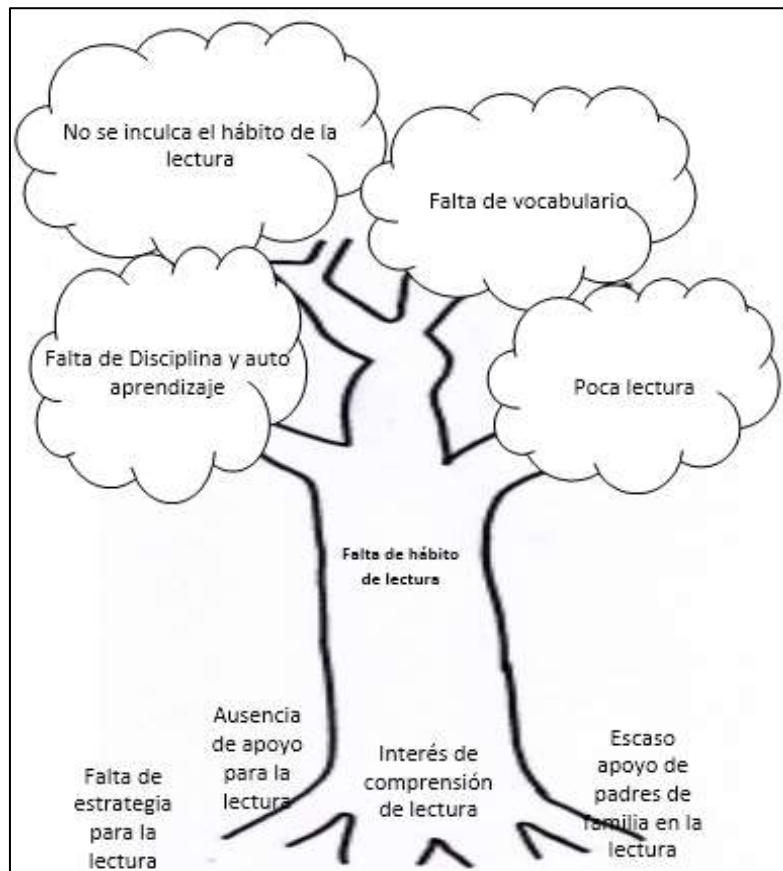 No se inculca el hábito de la
lectura
Falta de vocabulario
Falta de Disciplina y auto
aprendizaje
Poca lectura
Falta de hábito
de lectura
Ausencia
de apoyo
para la
lectura
Falta de
estrategia
para la
lectura
Interés de
comprensión
de lectura
Escaso
apoyo de
padres de
familia en la
lectura